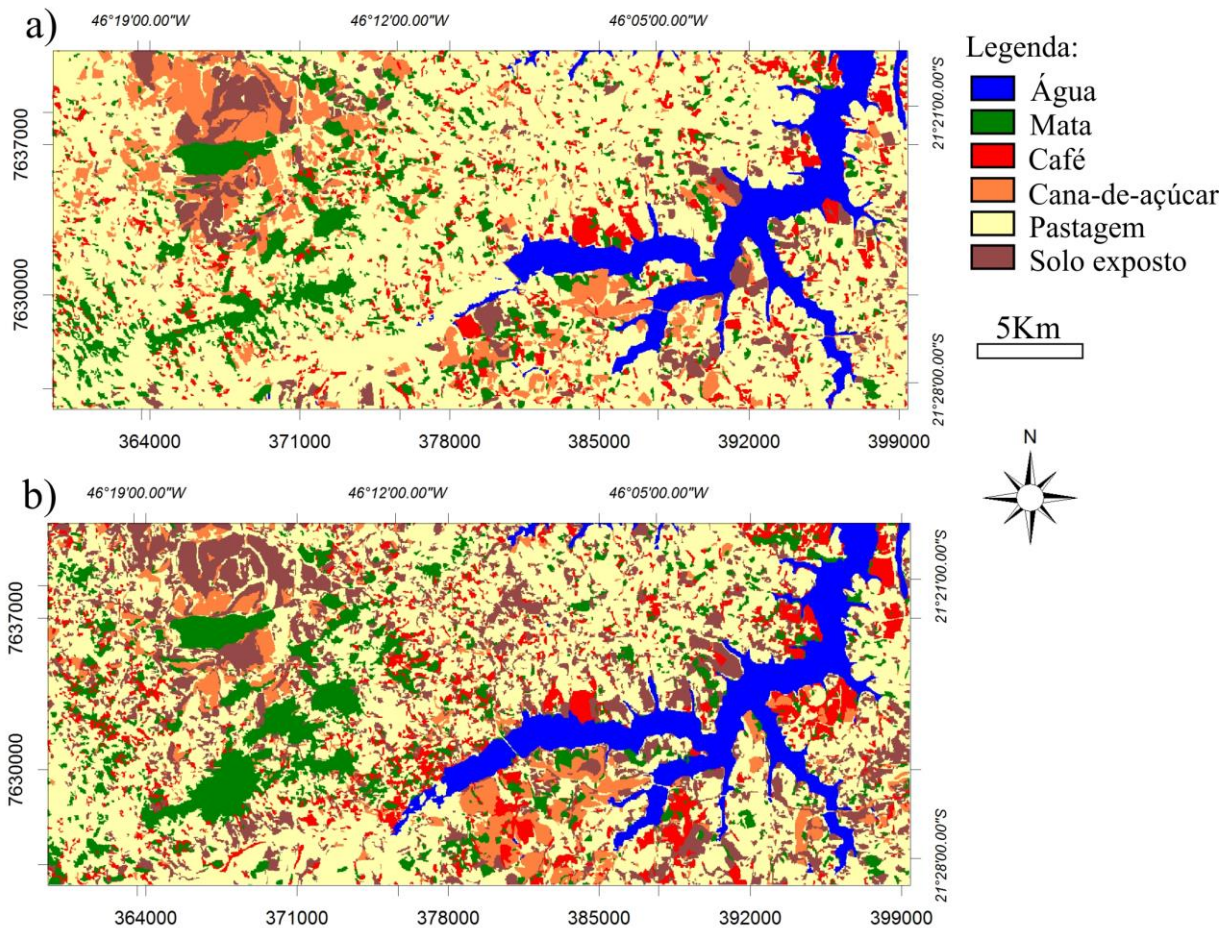 a)
46°19'00.00"W
46°12'00.00"W
46°05'00.00"W
7637000
7630000
21°21'00.00"S
21°28'00.00"S
364000
371000
378000
385000
392000
399000
Legenda:
Água
Mata
Café
Cana-de-açúcar
Pastagem
Solo exposto
5Km
N
b)
46°19'00.00"W
46°12'00.00"W
46°05'00.00"W
7637000
7630000
21°21'00.00"S
21°28'00.00"S
364000
371000
378000
385000
392000
399000